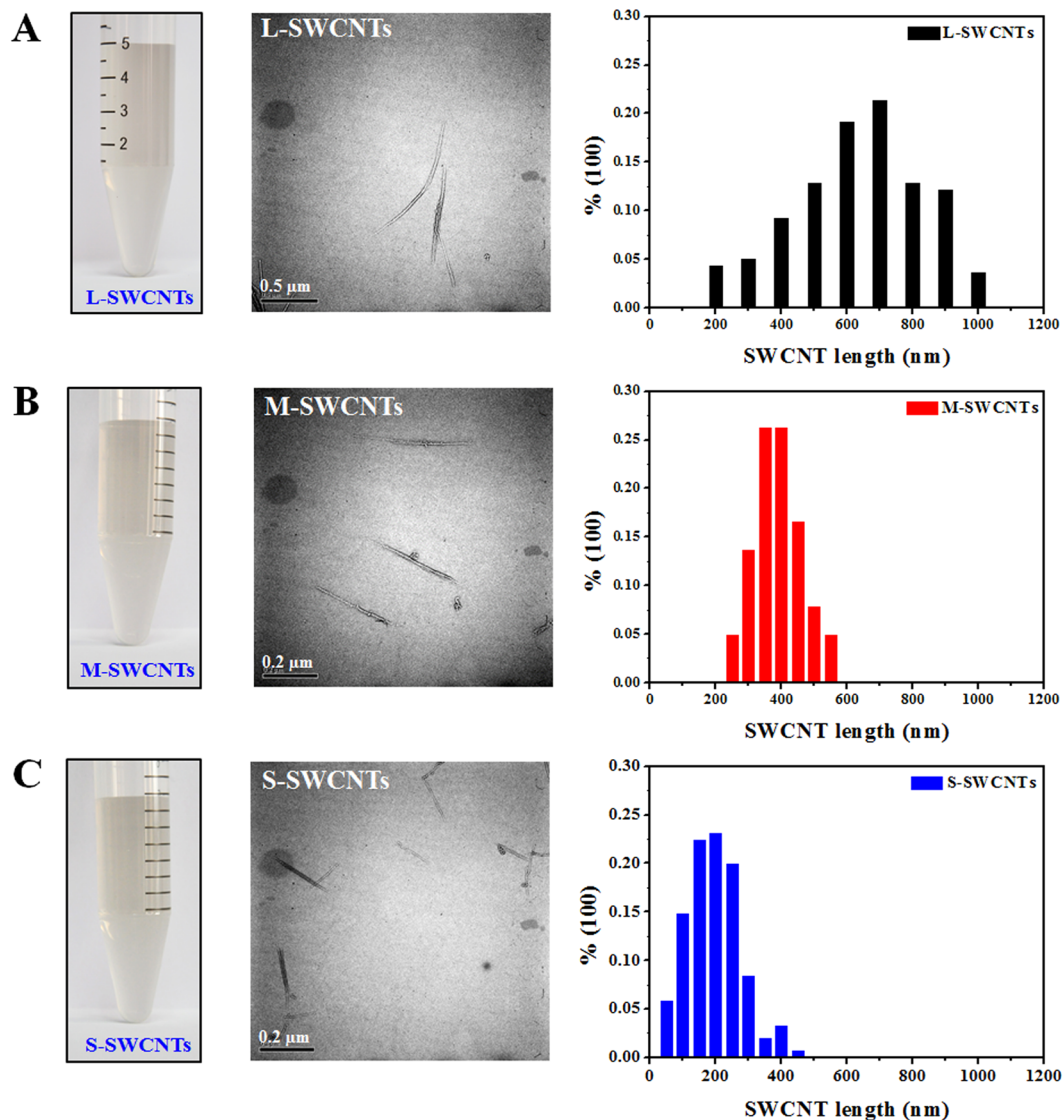 A
5
4
3
2
L-SWCNTs
L-SWCNTs
0.5 μm
0.30
0.25
0.20
0.15
0.10
0.05
0.00
% (100)
L-SWCNTs
0 200 400 600 800 1000 1200
SWCNT length (nm)
B
M-SWCNTs
M-SWCNTs
0.2 μm
0.30
0.25
0.20
0.15
0.10
0.05
0.00
% (100)
M-SWCNTs
0 200 400 600 800 1000 1200
SWCNT length (nm)
C
S-SWCNTs
S-SWCNTs
0.2 μm
0.30
0.25
0.20
0.15
0.10
0.05
0.00
% (100)
S-SWCNTs
0 200 400 600 800 1000 1200
SWCNT length (nm)